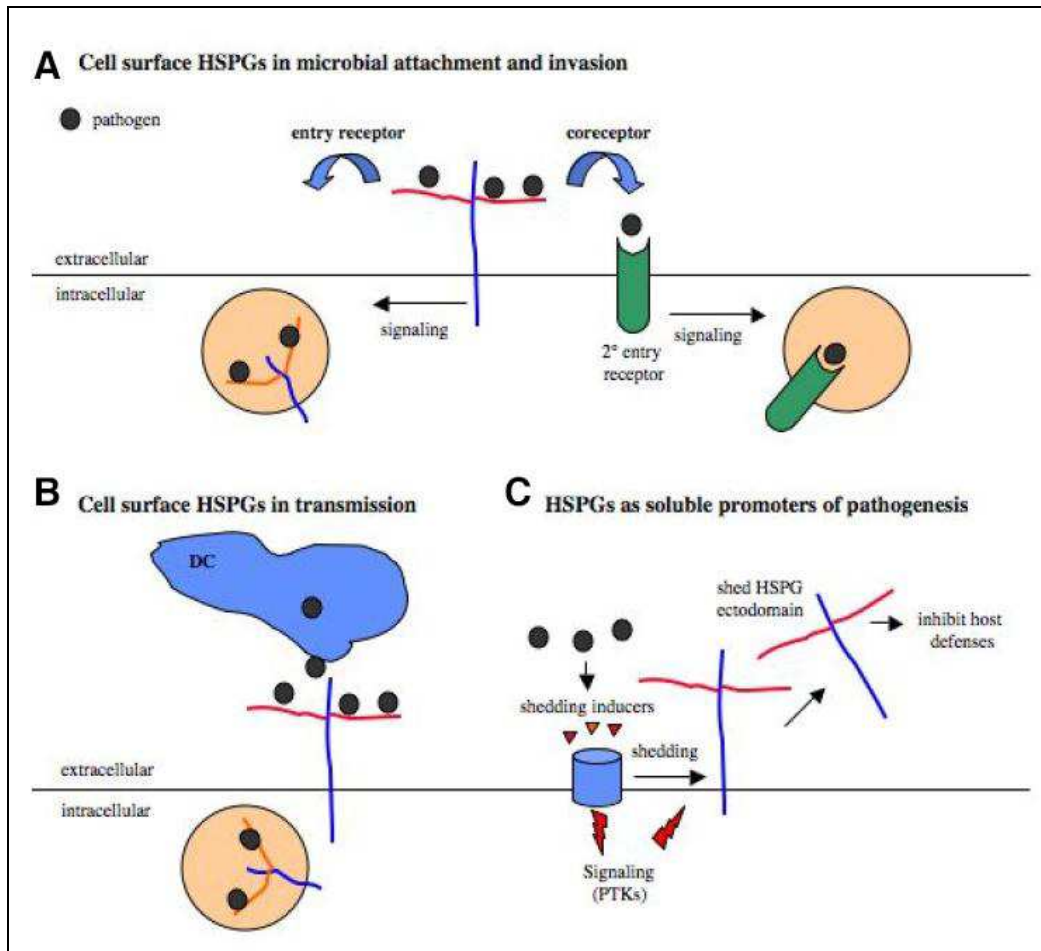 A Cell surface HSPGs in microbial attachment and invasion
pathogen
entry receptor
coreceptor
extracellular
intracellular
signaling
2° entry
receptor
signaling
B Cell surface HSPGs in transmission
DC
extracellular
intracellular
C HSPGs as soluble promoters of pathogenesis
shed HSPG
ectodomain
inhibit host
defenses
shedding inducers
shedding
Signaling
(PTKs)